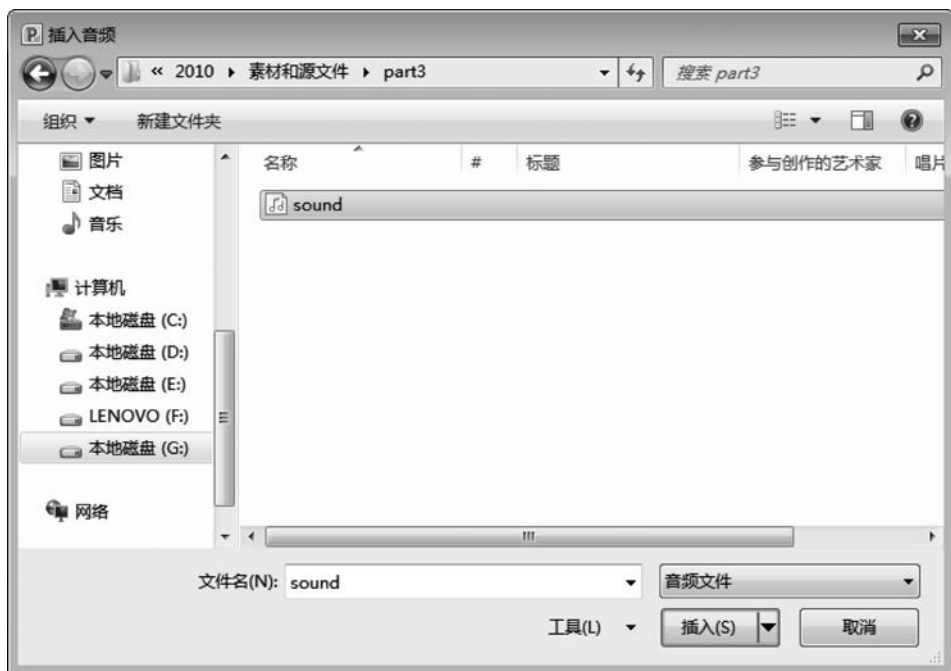 插入音频
« 2010 ▸ 素材和源文件 ▸ part3
搜索 part3
组织 ▼ 新建文件夹
图片
文档
音乐
计算机
本地磁盘 (C:)
本地磁盘 (D:)
本地磁盘 (E:)
LENOVO (F:)
本地磁盘 (G:)
网络
名称 # 标题 参与创作的艺术家 唱片
sound
文件名(N): sound 音频文件
工具(L) 插入(S) 取消